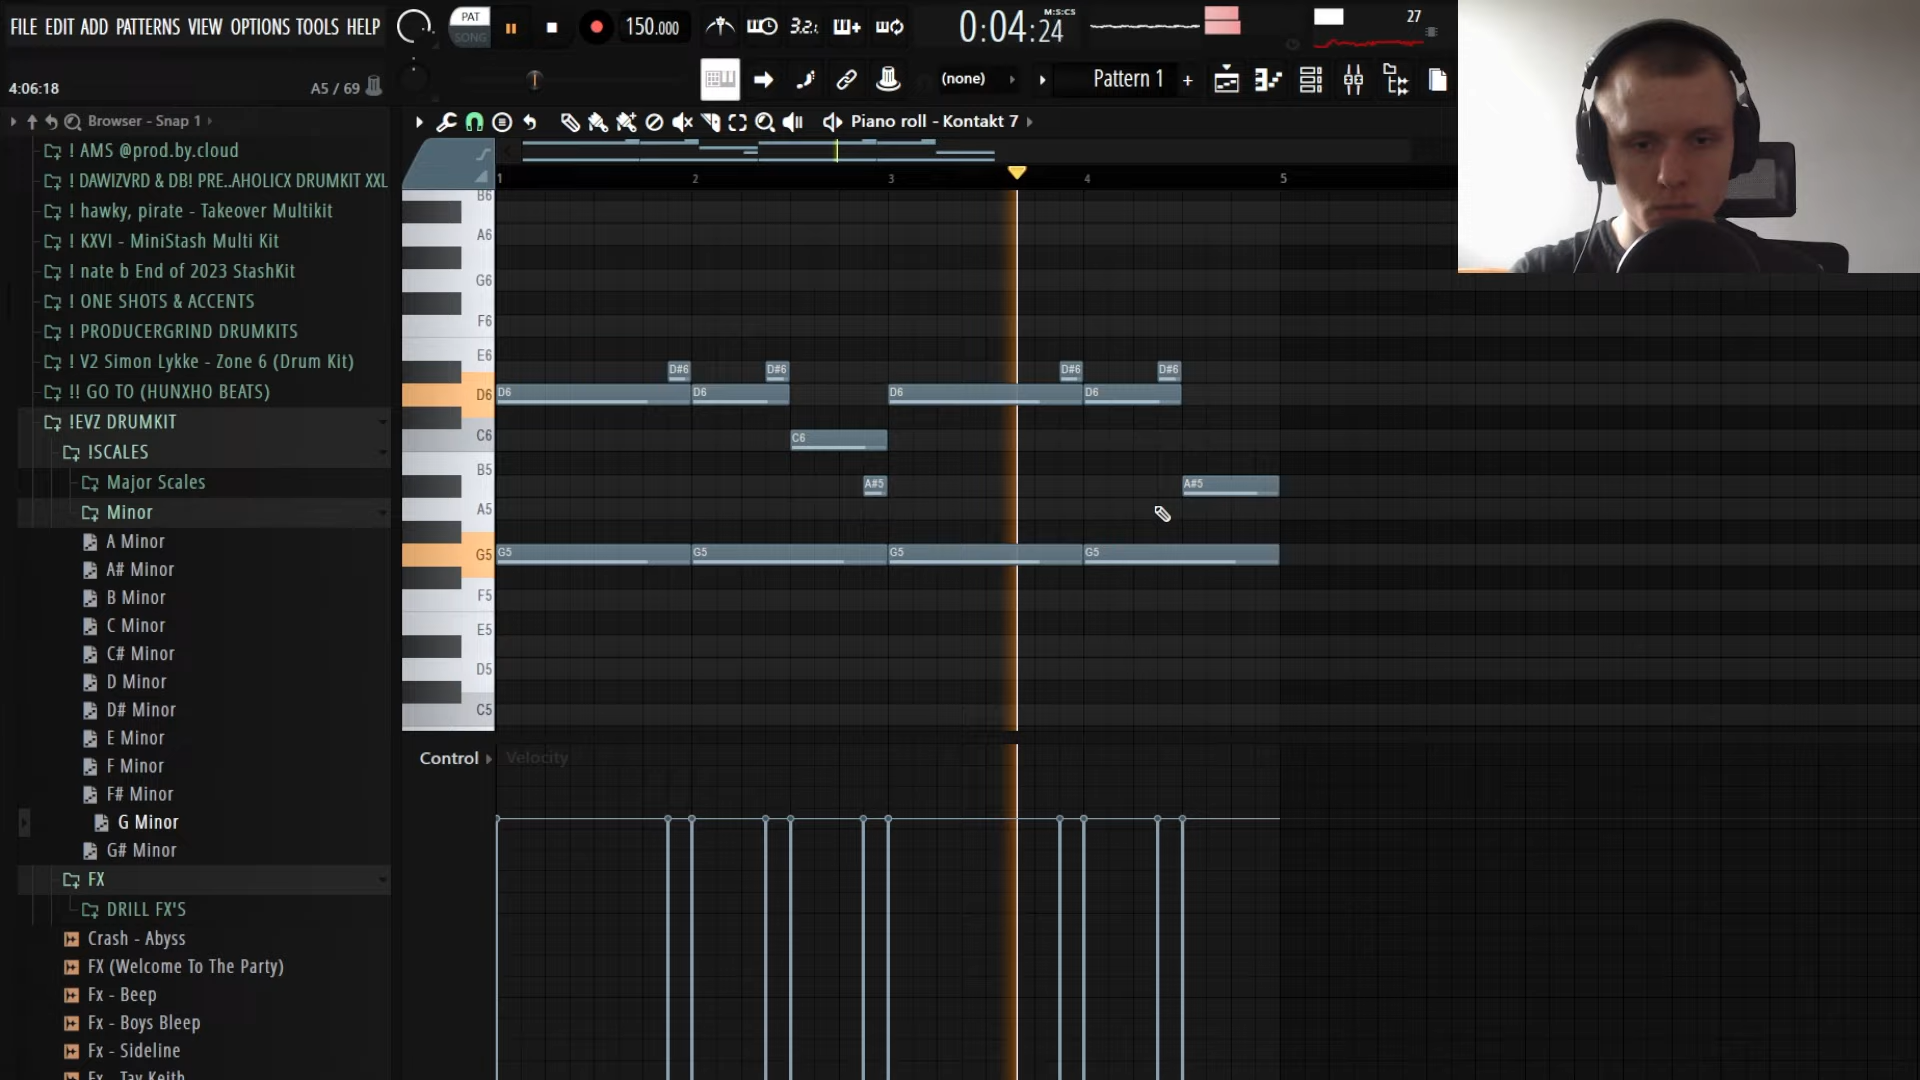 FILE EDIT ADD PATTERNS VIEW OPTIONS TOOLS HELP
PAT
SONG
150.000
3.2.
0:04:24
M:S:CS
27
4:06:18
A5 / 69
(none)
Pattern 1
+
Browser - Snap 1
Piano roll - Kontakt 7
! AMS @prod.by.cloud
! DAWIZVRD & DB! PRE..AHOLICX DRUMKIT XXL
! hawky, pirate - Takeover Multikit
! KXVI - MiniStash Multi Kit
! nate b End of 2023 StashKit
! ONE SHOTS & ACCENTS
! PRODUCERGRIND DRUMKITS
! V2 Simon Lykke - Zone 6 (Drum Kit)
!! GO TO (HUNXHO BEATS)
!EVZ DRUMKIT
!SCALES
Major Scales
Minor
A Minor
A# Minor
B Minor
C Minor
C# Minor
D Minor
D# Minor
E Minor
F Minor
F# Minor
G Minor
G# Minor
FX
DRILL FX'S
Crash - Abyss
FX (Welcome To The Party)
Fx - Beep
Fx - Boys Bleep
Fx - Sideline
Fx - Tay Keith
1 2 3 4 5
B6
A6
G6
F6
E6
D#6 D#6 D#6 D#6
D6 D6 D6 D6 D6
C6 C6
B5
A#5 A#5
A5
G5 G5 G5 G5 G5
F5
E5
D5
C5
Control Velocity